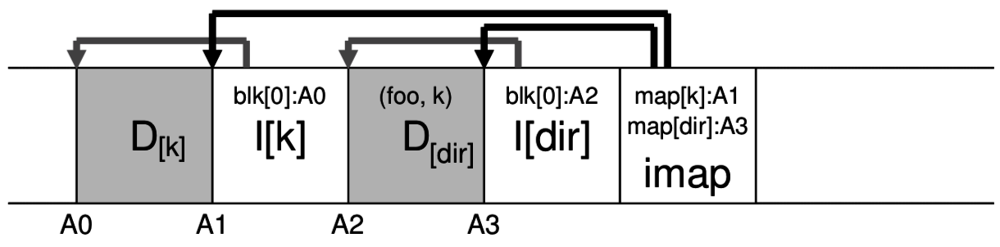 D[k]
blk[0]:A0
I[k]
(foo, k)
D[dir]
blk[0]:A2
I[dir]
map[k]:A1
map[dir]:A3
imap
A0
A1
A2
A3